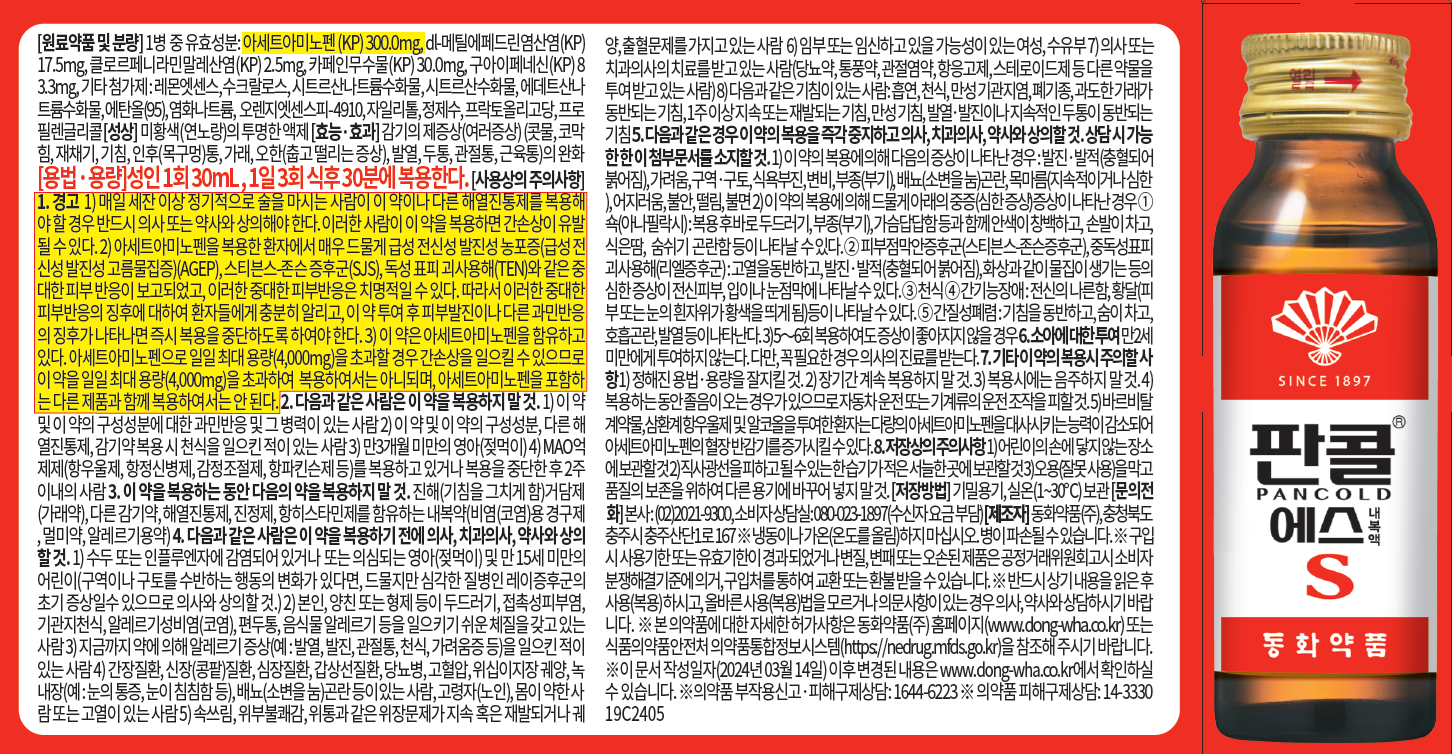 [원료약품 및 분량] 1병 중 유효성분: 아세트아미노펜 (KP) 300.0mg, dl-메틸에페드린염산염(KP)
17.5mg, 클로르페니라민말레산염(KP) 2.5mg, 카페인무수물(KP) 30.0mg, 구아이페네신(KP) 8
3.3mg, 기타 첨가제 : 레몬엣센스, 수크랄로스, 시트르산나트륨수화물, 시트르산수화물, 에데트산나
트륨수화물, 에탄올(95), 염화나트륨, 오렌지엣센스피-4910, 자일리톨, 정제수, 프락토올리고당, 프로
필렌글리콜 [성상] 미황색(연노랑)의 투명한 액제 [효능·효과] 감기의 제증상(여러증상) (콧물, 코막
힘, 재채기, 기침, 인후(목구멍)통, 가래, 오한(춥고 떨리는 증상), 발열, 두통, 관절통, 근육통)의 완화
[용법·용량]성인 1회 30mL, 1일 3회 식후 30분에 복용한다. [사용상의 주의사항]
1. 경고 1) 매일 세잔 이상 정기적으로 술을 마시는 사람이 이 약이나 다른 해열진통제를 복용해
야 할 경우 반드시 의사 또는 약사와 상의해야 한다. 이러한 사람이 이 약을 복용하면 간손상이 유발
될 수 있다. 2) 아세트아미노펜을 복용한 환자에서 매우 드물게 급성 전신성 발진성 농포증(급성 전
신성 발진성 고름물집증)(AGEP), 스티븐스-존슨 증후군(SJS), 독성 표피 괴사용해(TEN)와 같은 중
대한 피부 반응이 보고되었고, 이러한 중대한 피부반응은 치명적일 수 있다. 따라서 이러한 중대한
피부반응의 징후에 대하여 환자들에게 충분히 알리고, 이 약 투여 후 피부발진이나 다른 과민반응
의 징후가 나타나면 즉시 복용을 중단하도록 하여야 한다. 3) 이 약은 아세트아미노펜을 함유하고
있다. 아세트아미노펜으로 일일 최대 용량(4,000mg)을 초과할 경우 간손상을 일으킬 수 있으므로
이 약을 일일 최대 용량(4,000mg)을 초과하여 복용하여서는 아니되며, 아세트아미노펜을 포함하
는 다른 제품과 함께 복용하여서는 안 된다. 2. 다음과 같은 사람은 이 약을 복용하지 말 것. 1) 이 약
및 이 약의 구성성분에 대한 과민반응 및 그 병력이 있는 사람 2) 이 약 및 이 약의 구성성분, 다른 해
열진통제, 감기약 복용 시 천식을 일으킨 적이 있는 사람 3) 만3개월 미만의 영아(젖먹이) 4) MAO억
제제(항우울제, 항정신병제, 감정조절제, 항파킨슨제 등)를 복용하고 있거나 복용을 중단한 후 2주
이내의 사람 3. 이 약을 복용하는 동안 다음의 약을 복용하지 말 것. 진해(기침을 그치게 함)거담제
(가래약), 다른 감기약, 해열진통제, 진정제, 항히스타민제를 함유하는 내복약(비염(코염)용 경구제
, 멀미약, 알레르기용약) 4. 다음과 같은 사람은 이 약을 복용하기 전에 의사, 치과의사, 약사와 상의
할 것. 1) 수두 또는 인플루엔자에 감염되어 있거나 또는 의심되는 영아(젖먹이) 및 만 15세 미만의
어린이(구역이나 구토를 수반하는 행동의 변화가 있다면, 드물지만 심각한 질병인 레이증후군의
초기 증상일수 있으므로 의사와 상의할 것.) 2) 본인, 양친 또는 형제 등이 두드러기, 접촉성피부염,
기관지천식, 알레르기성비염(코염), 편두통, 음식물 알레르기 등을 일으키기 쉬운 체질을 갖고 있는
사람 3) 지금까지 약에 의해 알레르기 증상(예 : 발열, 발진, 관절통, 천식, 가려움증 등)을 일으킨 적이
있는 사람 4) 간장질환, 신장(콩팥)질환, 심장질환, 갑상선질환, 당뇨병, 고혈압, 위십이지장 궤양, 녹
내장(예 : 눈의 통증, 눈이 침침함 등), 배뇨(소변을 눔)곤란 등이 있는 사람, 고령자(노인), 몸이 약한 사
람 또는 고열이 있는 사람 5) 속쓰림, 위부불쾌감, 위통과 같은 위장문제가 지속 혹은 재발되거나 궤
양, 출혈문제를 가지고 있는 사람 6) 임부 또는 임신하고 있을 가능성이 있는 여성, 수유부 7) 의사 또는
치과의사의 치료를 받고 있는 사람(당뇨약, 통풍약, 관절염약, 항응고제, 스테로이드제 등 다른 약물을
투여 받고 있는 사람) 8) 다음과 같은 기침이 있는 사람 : 흡연, 천식, 만성 기관지염, 폐기종, 과도한 가래가
동반되는 기침, 1주 이상 지속 또는 재발되는 기침, 만성 기침, 발열·발진이나 지속적인 두통이 동반되는
기침 5. 다음과 같은 경우 이 약의 복용을 즉각 중지하고 의사, 치과의사, 약사와 상의할 것. 상담 시 가능
한 한 이 첨부문서를 소지할 것. 1) 이 약의 복용에 의해 다음의 증상이 나타난 경우 : 발진·발적(충혈되어
붉어짐), 가려움, 구역·구토, 식욕부진, 변비, 부종(부기), 배뇨(소변을 눔)곤란, 목마름(지속적이거나 심한
), 어지러움, 불안, 떨림, 불면 2) 이 약의 복용에 의해 드물게 아래의 중증(심한 증상)증상이 나타난 경우 ①
쇽(아나필락시) : 복용 후 바로 두드러기, 부종(부기), 가슴답답함 등과 함께 안색이 창백하고, 손발이 차고,
식은땀, 숨쉬기 곤란함 등이 나타날 수 있다. ② 피부점막안증후군(스티븐스-존슨증후군), 중독성표피
괴사용해(리엘증후군) : 고열을 동반하고, 발진·발적(충혈되어 붉어짐), 화상과 같이 물집이 생기는 등의
심한 증상이 전신피부, 입이나 눈점막에 나타날 수 있다. ③ 천식 ④ 간기능장애 : 전신의 나른함, 황달(피
부 또는 눈의 흰자위가 황색을 띄게 됨)등이 나타날 수 있다. ⑤ 간질성폐렴 : 기침을 동반하고, 숨이 차고,
호흡곤란, 발열 등이 나타난다. 3) 5~6회 복용하여도 증상이 좋아지지 않을 경우 6. 소아에 대한 투여 만2세
미만에게 투여하지 않는다. 다만, 꼭 필요한 경우 의사의 진료를 받는다. 7. 기타 이 약의 복용시 주의할 사
항 1) 정해진 용법·용량을 잘 지킬 것. 2) 장기간 계속 복용하지 말 것. 3) 복용시에는 음주하지 말 것. 4)
복용하는 동안 졸음이 오는 경우가 있으므로 자동차 운전 또는 기계류의 운전 조작을 피할 것. 5) 바르비탈
계 약물, 삼환계 항우울제 및 알코올을 투여한 환자는 다량의 아세트아미노펜을 대사시키는 능력이 감소되어
아세트아미노펜의 혈장 반감기를 증가시킬 수 있다. 8. 저장상의 주의사항 1) 어린이의 손에 닿지 않는 장소
에 보관할 것 2) 직사광선을 피하고 될 수 있는 한 습기가 적은 서늘한 곳에 보관할 것 3) 오용(잘못 사용)을 막고
품질의 보존을 위하여 다른 용기에 바꾸어 넣지 말 것. [저장방법] 기밀용기, 실온(1~30℃) 보관 [문의전
화] 본사 : (02)2021-9300, 소비자 상담실 : 080-023-1897(수신자 요금 부담) [제조자] 동화약품(주), 충청북도
충주시 충주산단1로 167 ※ 냉동이나 가온(온도를 올림)하지 마십시오. 병이 파손될 수 있습니다. ※ 구입
시 사용기한 또는 유효기한이 경과 되었거나 변질, 변패 또는 오손된 제품은 공정거래위원회고시 소비자
분쟁해결기준에 의거, 구입처를 통하여 교환 또는 환불 받을 수 있습니다. ※ 반드시 상기 내용을 읽은 후
사용(복용) 하시고, 올바른 사용(복용)법을 모르거나 의문사항이 있는 경우 의사, 약사와 상담하시기 바랍
니다. ※ 본 의약품에 대한 자세한 허가사항은 동화약품(주) 홈페이지(www.dong-wha.co.kr) 또는
식품의약품안전처 의약품통합정보시스템(https://nedrug.mfds.go.kr)을 참조해 주시기 바랍니다.
※이 문서 작성일자(2024년 03월 14일) 이후 변경된 내용은 www.dong-wha.co.kr에서 확인하실
수 있습니다. ※의약품 부작용신고·피해구제상담 : 1644-6223 ※ 의약품 피해구제상담 : 14-3330
19C2405
열림
SINCE 1897
판콜®
PANCOLD
에스 내복액
S
동화약품